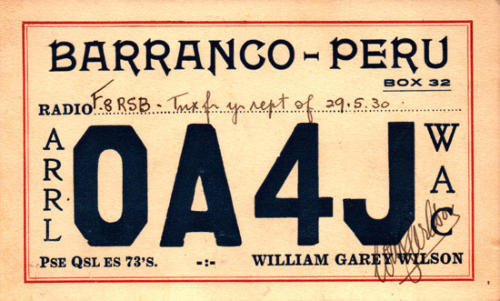 BARRANCO - PERU
BOX 32
RADIO F8RSB - Tnx fr yr rept of 29.5.30
ARRL
OA4J
WAC
PSE QSL ES 73'S. -:- WILLIAM GAREY WILSON